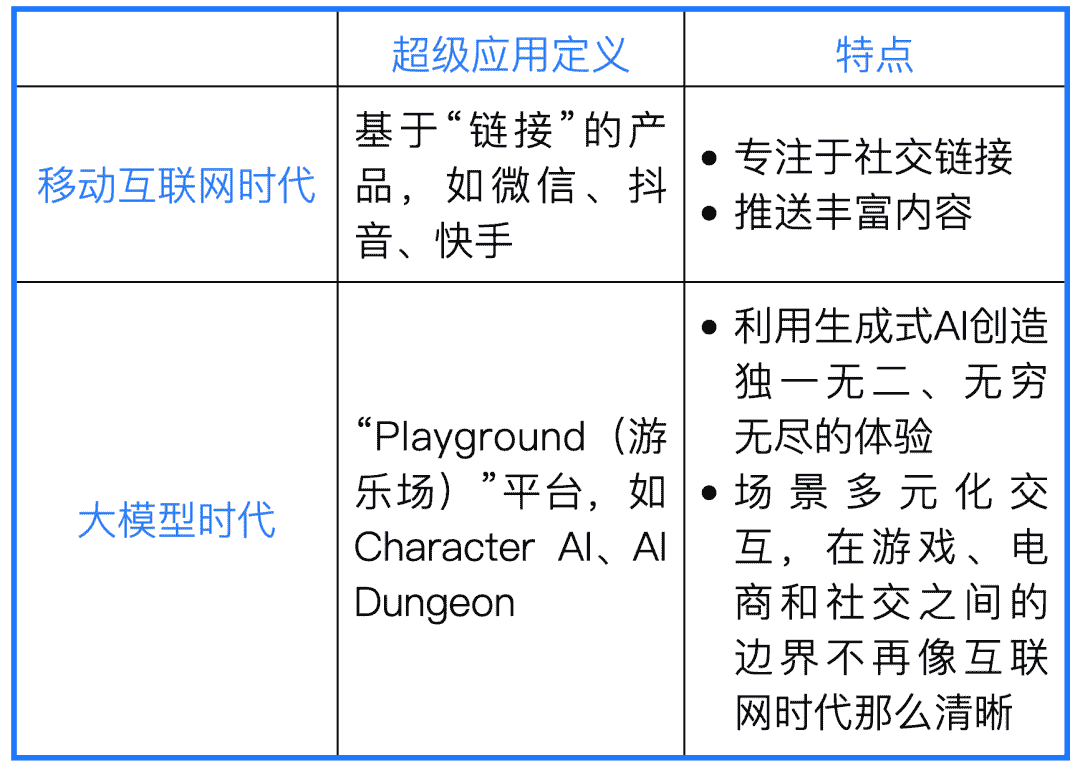 超级应用定义
特点
移动互联网时代
基于“链接”的产
品，如微信、抖
音、快手
• 专注于社交链接
• 推送丰富内容
大模型时代
“Playground（游
乐场）”平台，如
Character AI、AI
Dungeon
• 利用生成式AI创造
独一无二、无穷
无尽的体验
• 场景多元化交
互，在游戏、电
商和社交之间的
边界不再像互联
网时代那么清晰